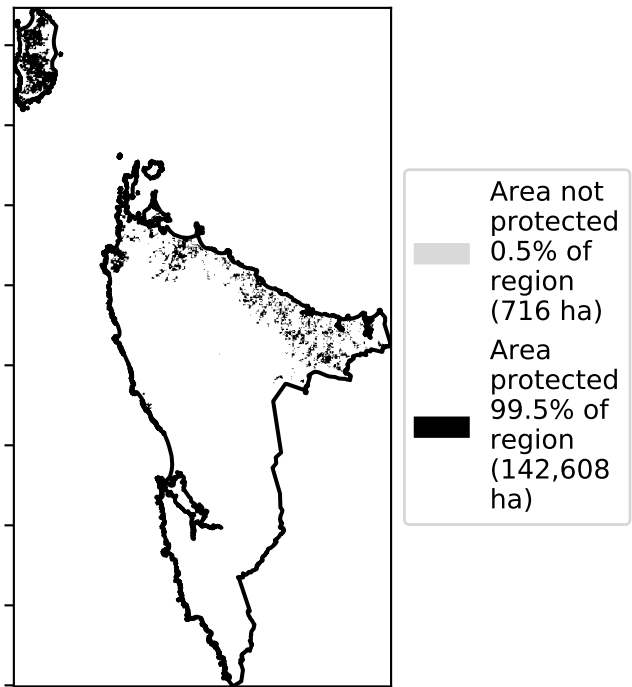 Area not
protected
0.5% of
region
(716 ha)
Area
protected
99.5% of
region
(142,608
ha)